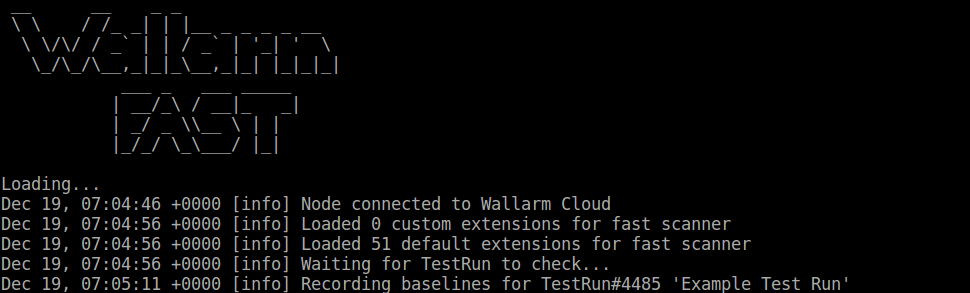 Wallarm
FAST
Loading...
Dec 19, 07:04:46 +0000 [info] Node connected to Wallarm Cloud
Dec 19, 07:04:56 +0000 [info] Loaded 0 custom extensions for fast scanner
Dec 19, 07:04:56 +0000 [info] Loaded 51 default extensions for fast scanner
Dec 19, 07:04:56 +0000 [info] Waiting for TestRun to check...
Dec 19, 07:05:11 +0000 [info] Recording baselines for TestRun#4485 'Example Test Run'